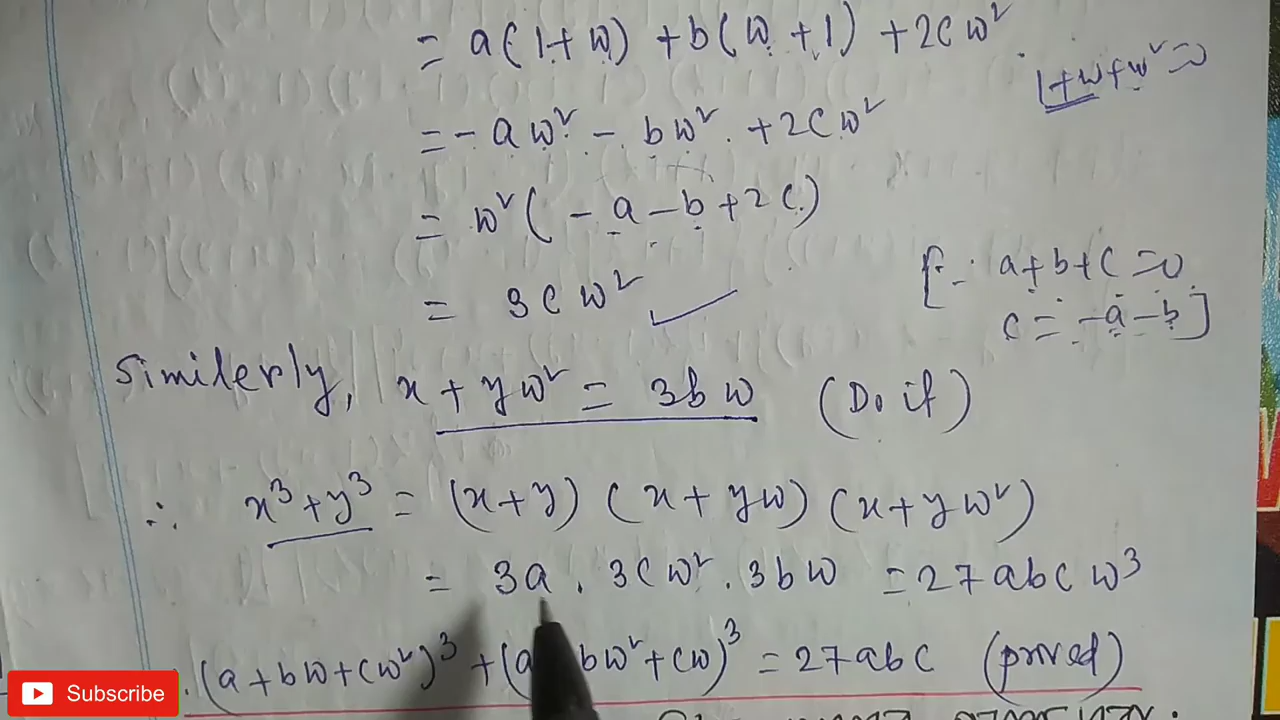 = a(1+ω) + b(ω+1) + 2cω²
1+ω+ω²=0
= -aω² - bω² + 2cω²
= ω²(-a-b+2c)
[∵ a+b+c=0
= 3cω²
c = -a-b]
Similerly, x+yω² = 3bω (Do it)
∴ x³+y³ = (x+y) (x+yω) (x+yω²)
= 3a . 3cω² . 3bω = 27abcω³
(a+bω+cω²)³ + (a bω²+cω)³ = 27abc (proved)
Subscribe